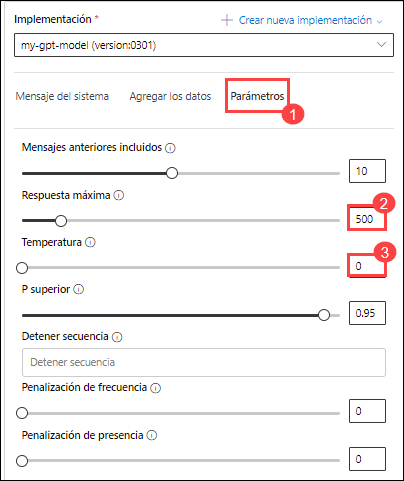 Implementación* + Crear nueva implementación
my-gpt-model (version:0301)
Mensaje del sistema Agregar los datos Parámetros
1
Mensajes anteriores incluidos
10
Respuesta máxima
2
500
Temperatura
3
0
P superior
0.95
Detener secuencia
Detener secuencia
Penalización de frecuencia
0
Penalización de presencia
0